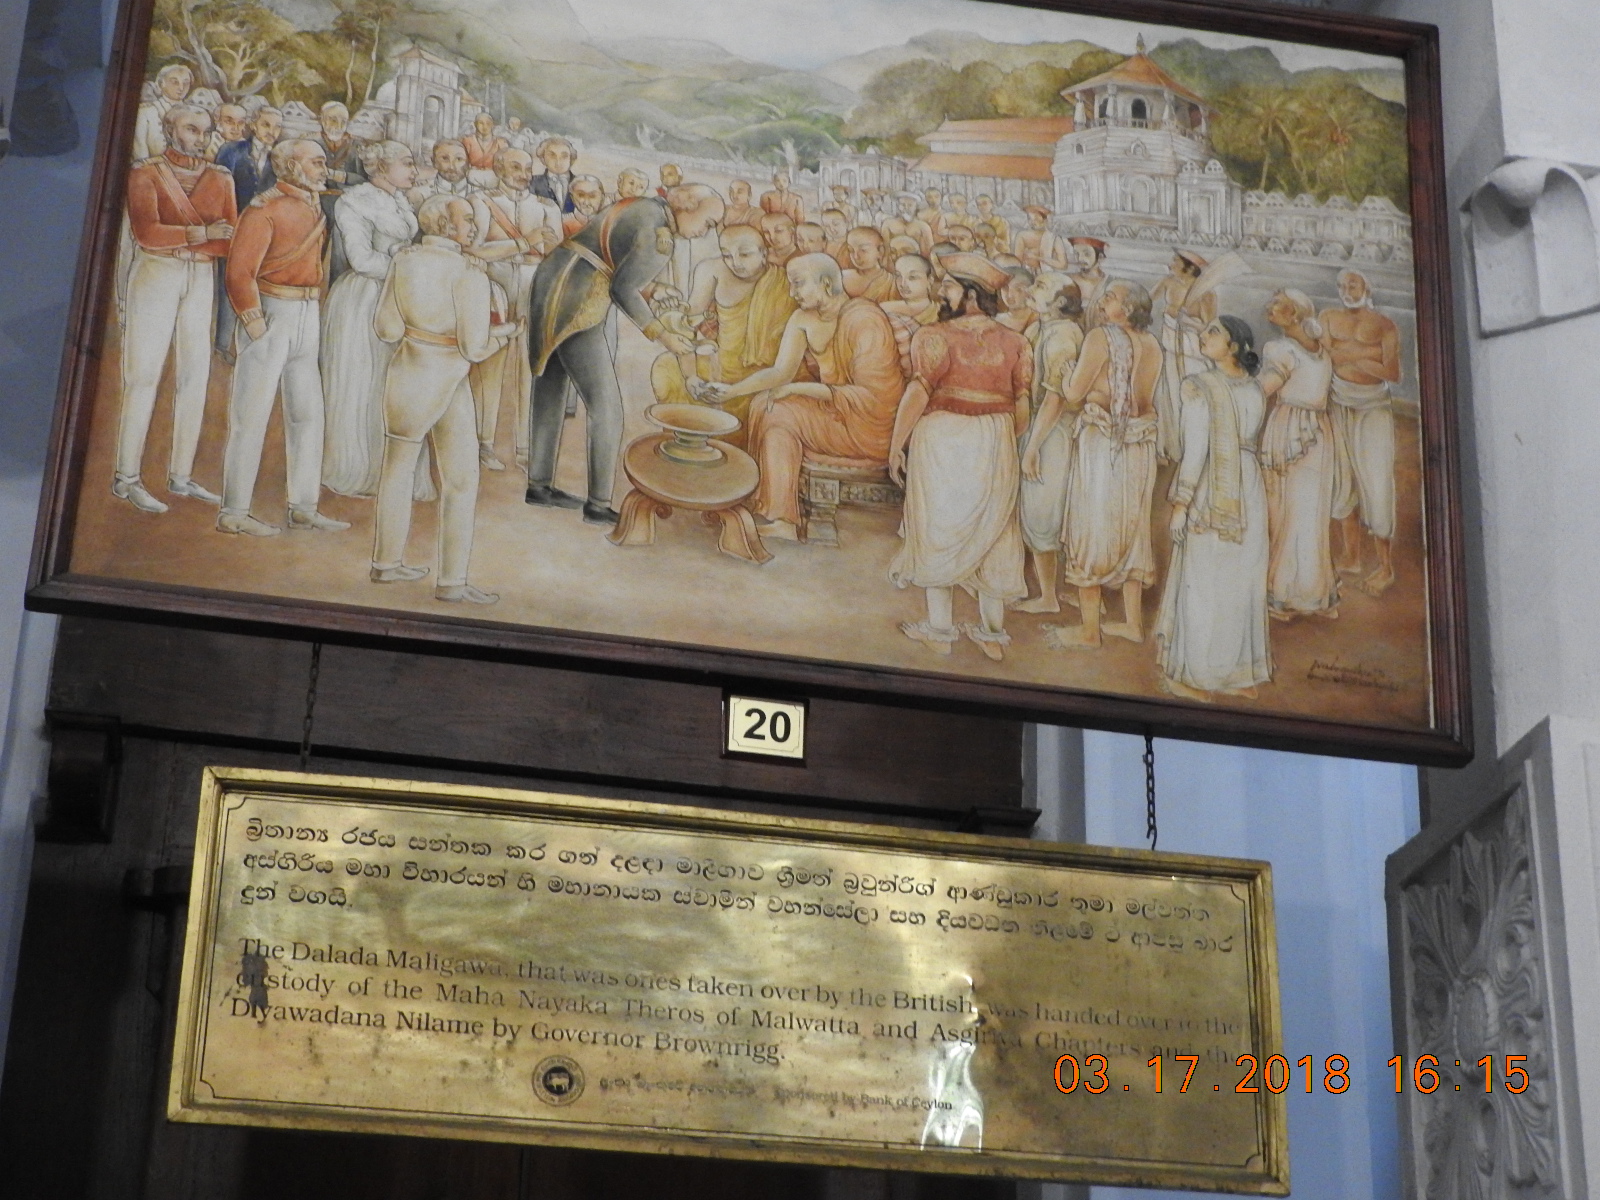 20
බ්‍රිතාන්‍ය රජය සන්තක කර ගත් දළදා මාලිගාව ශ්‍රීමත් බ්‍රවුන්රිග් ආණ්ඩුකාර තුමා මල්වත්ත
අස්ගිරිය මහා විහාරයන් හි මහානායක ස්වාමීන් වහන්සේලා සහ දියවඩන නිලමේ ට ආපසු භාර
දුන් වගයි.
The Dalada Maligawa, that was ones taken over by the British, was handed over to the
custody of the Maha Nayaka Theros of Malwatta and Asgiriya Chapters and the
Diyawadana Nilame by Governor Brownrigg.
Sponsored by Bank of Ceylon
03.17.2018 16:15